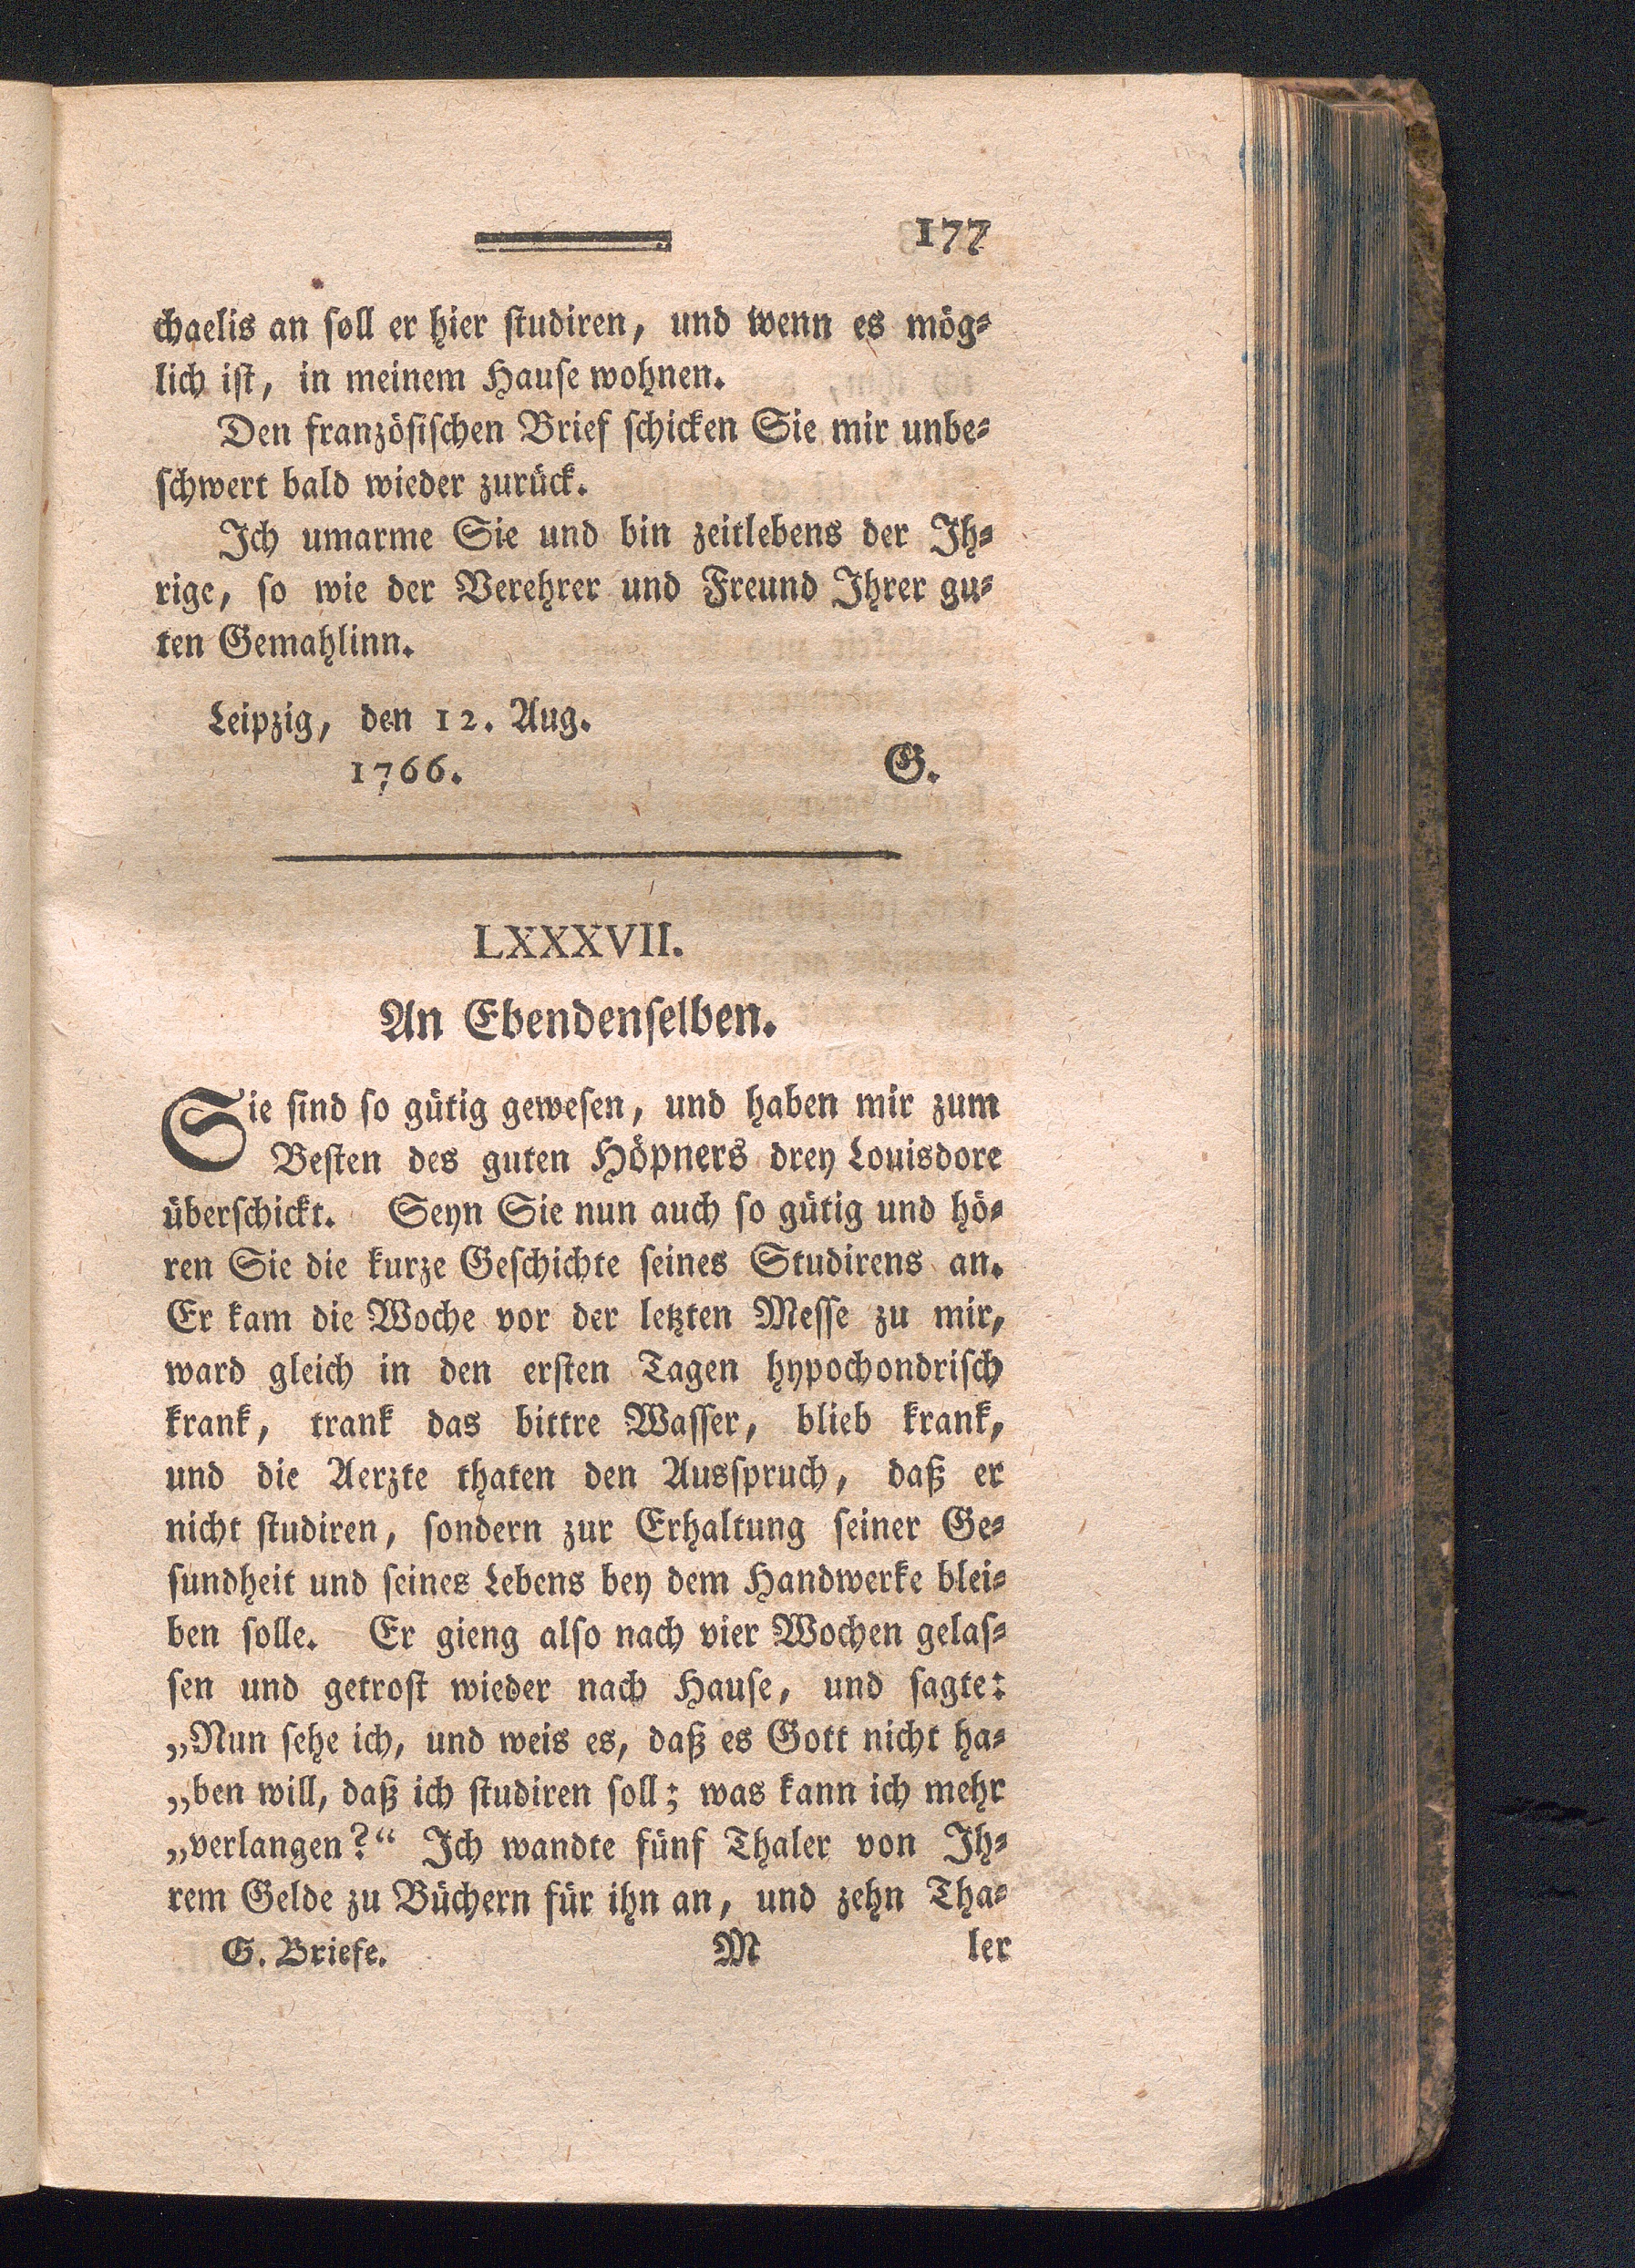 177
chaelis an ſoll er hier ſtudiren, und wenn es mög⸗
lich iſt, in meinem Hauſe wohnen.
Den franzöſiſchen Brief ſchicken Sie mir unbe⸗
ſchwert bald wieder zurück.
Ich umarme Sie und bin zeitlebens der Ih⸗
rige, ſo wie der Verehrer und Freund Ihrer gu⸗
ten Gemahlinn.
Leipzig, den 12. Aug.
1766. G.
LXXXVII.
An Ebendenſelben.
Sie ſind ſo gütig geweſen, und haben mir zum
Beſten des guten Höpners drey Louisdore
überſchickt. Seyn Sie nun auch ſo gütig und hö⸗
ren Sie die kurze Geſchichte ſeines Studirens an.
Er kam die Woche vor der letzten Meſſe zu mir,
ward gleich in den erſten Tagen hypochondriſch
krank, trank das bittre Waſſer, blieb krank,
und die Aerzte thaten den Ausſpruch, daß er
nicht ſtudiren, ſondern zur Erhaltung ſeiner Ge⸗
ſundheit und ſeines Lebens bey dem Handwerke blei⸗
ben ſolle. Er gieng alſo nach vier Wochen gelaſ⸗
ſen und getroſt wieder nach Hauſe, und ſagte:
„Nun ſehe ich, und weis es, daß es Gott nicht ha⸗
„ben will, daß ich ſtudiren ſoll; was kann ich mehr
„verlangen?“ Ich wandte fünf Thaler von Ih⸗
rem Gelde zu Büchern für ihn an, und zehn Tha⸗
G. Briefe. M ler